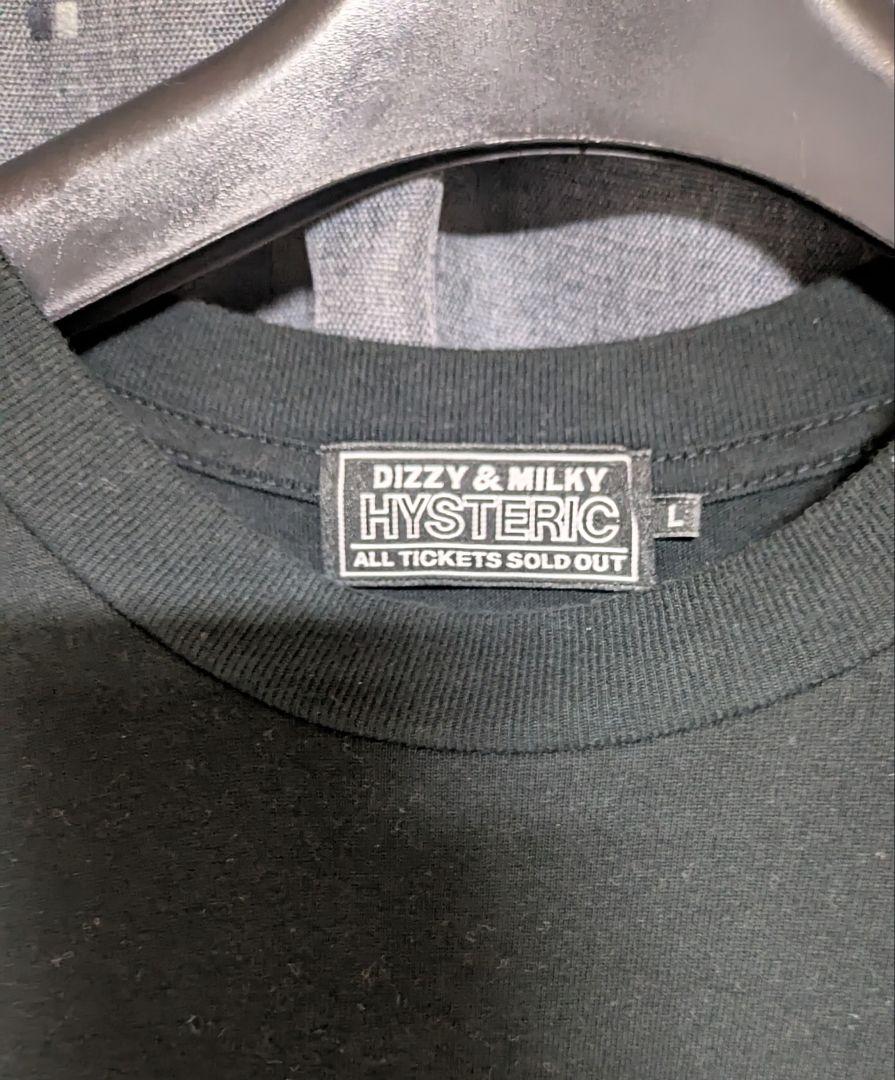 DIZZY & MILKY
HYSTERIC
L
ALL TICKETS SOLD OUT